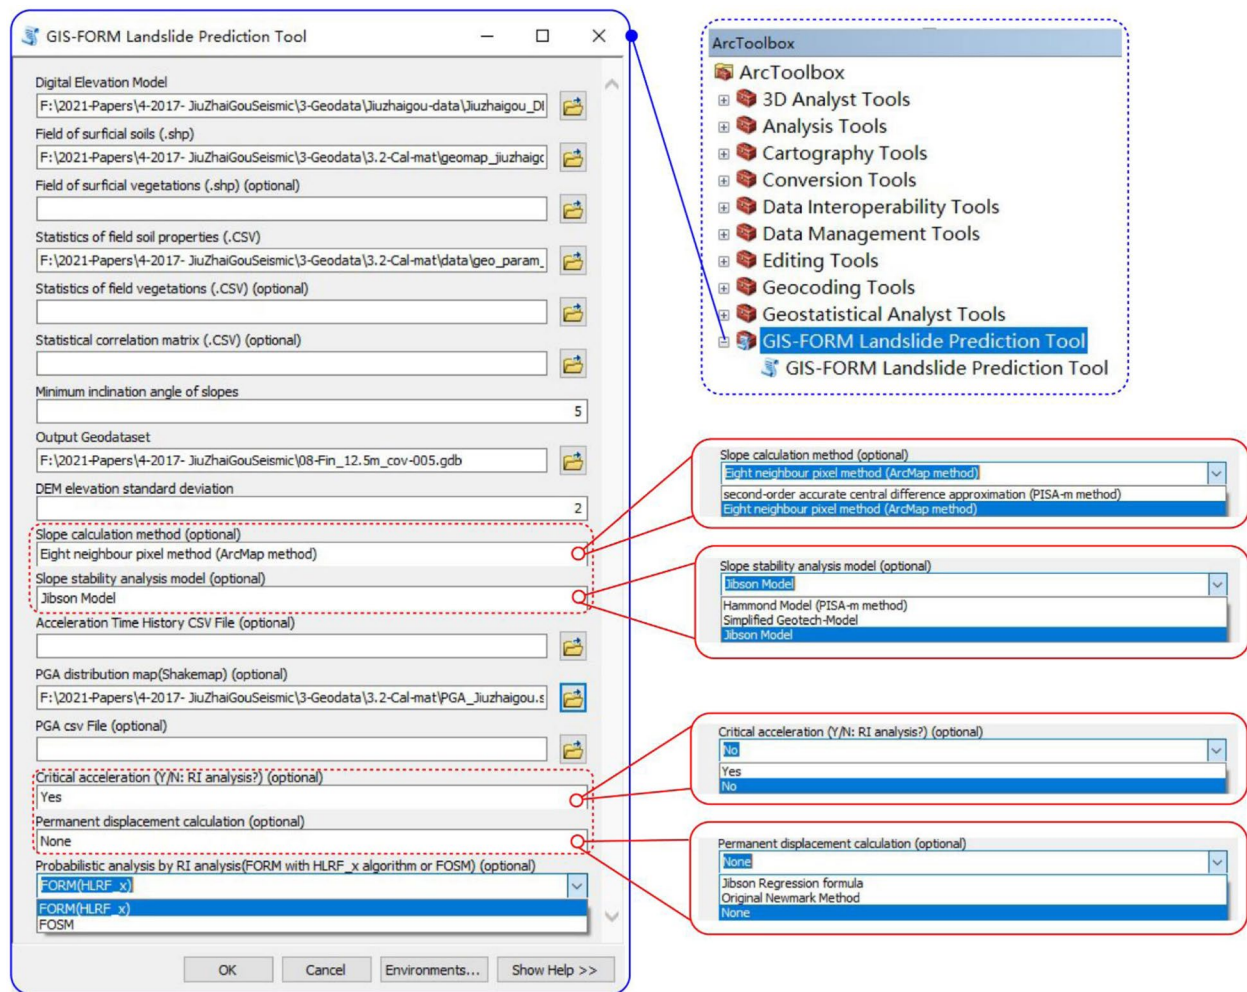 GIS-FORM Landslide Prediction Tool
Digital Elevation Model
F:\2021-Papers\4-2017- JiuZhaiGouSeismic\3-Geodata\Jiuzhaigou-data\Jiuzhaigou_DI
Field of surficial soils (.shp)
F:\2021-Papers\4-2017- JiuZhaiGouSeismic\3-Geodata\3.2-Cal-mat\geomap_jiuzhaigc
Field of surficial vegetations (.shp) (optional)
Statistics of field soil properties (.CSV)
F:\2021-Papers\4-2017- JiuZhaiGouSeismic\3-Geodata\3.2-Cal-mat\data\geo_param_
Statistics of field vegetations (.CSV) (optional)
Statistical correlation matrix (.CSV) (optional)
Minimum inclination angle of slopes
5
Output Geodataset
F:\2021-Papers\4-2017- JiuZhaiGouSeismic\08-Fin_12.5m_cov-005.gdb
DEM elevation standard deviation
2
Slope calculation method (optional)
Eight neighbour pixel method (ArcMap method)
Slope stability analysis model (optional)
Jibson Model
Acceleration Time History CSV File (optional)
PGA distribution map(Shakemap) (optional)
F:\2021-Papers\4-2017- JiuZhaiGouSeismic\3-Geodata\3.2-Cal-mat\PGA_Jiuzhaigou.s
PGA csv File (optional)
Critical acceleration (Y/N: RI analysis?) (optional)
Yes
Permanent displacement calculation (optional)
None
Probabilistic analysis by RI analysis(FORM with HLRF_x algorithm or FOSM) (optional)
FORM(HLRF_x)
FORM(HLRF_x)
FOSM
OK
Cancel
Environments...
Show Help >>
ArcToolbox
ArcToolbox
3D Analyst Tools
Analysis Tools
Cartography Tools
Conversion Tools
Data Interoperability Tools
Data Management Tools
Editing Tools
Geocoding Tools
Geostatistical Analyst Tools
GIS-FORM Landslide Prediction Tool
GIS-FORM Landslide Prediction Tool
Slope calculation method (optional)
Eight neighbour pixel method (ArcMap method)
second-order accurate central difference approximation (PISA-m method)
Eight neighbour pixel method (ArcMap method)
Slope stability analysis model (optional)
Jibson Model
Hammond Model (PISA-m method)
Simplified Geotech-Model
Jibson Model
Critical acceleration (Y/N: RI analysis?) (optional)
No
Yes
No
Permanent displacement calculation (optional)
None
Jibson Regression formula
Original Newmark Method
None